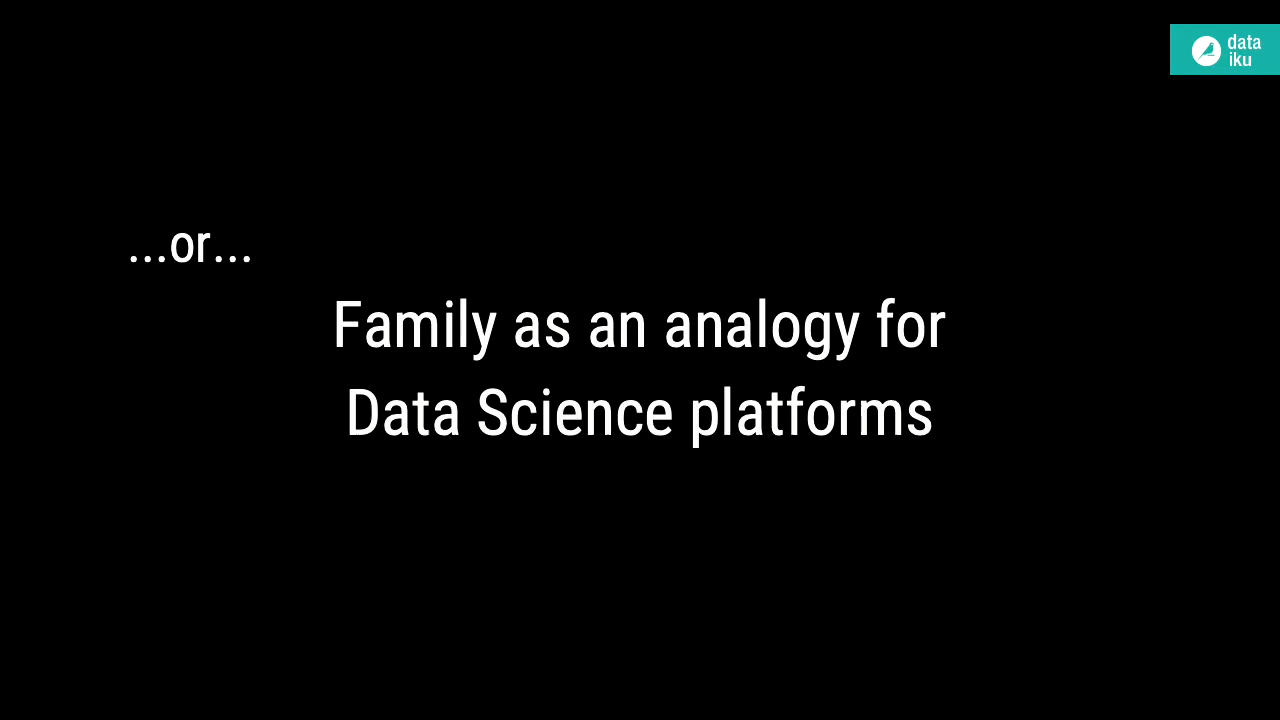 data
iku
...or...
Family as an analogy for
Data Science platforms